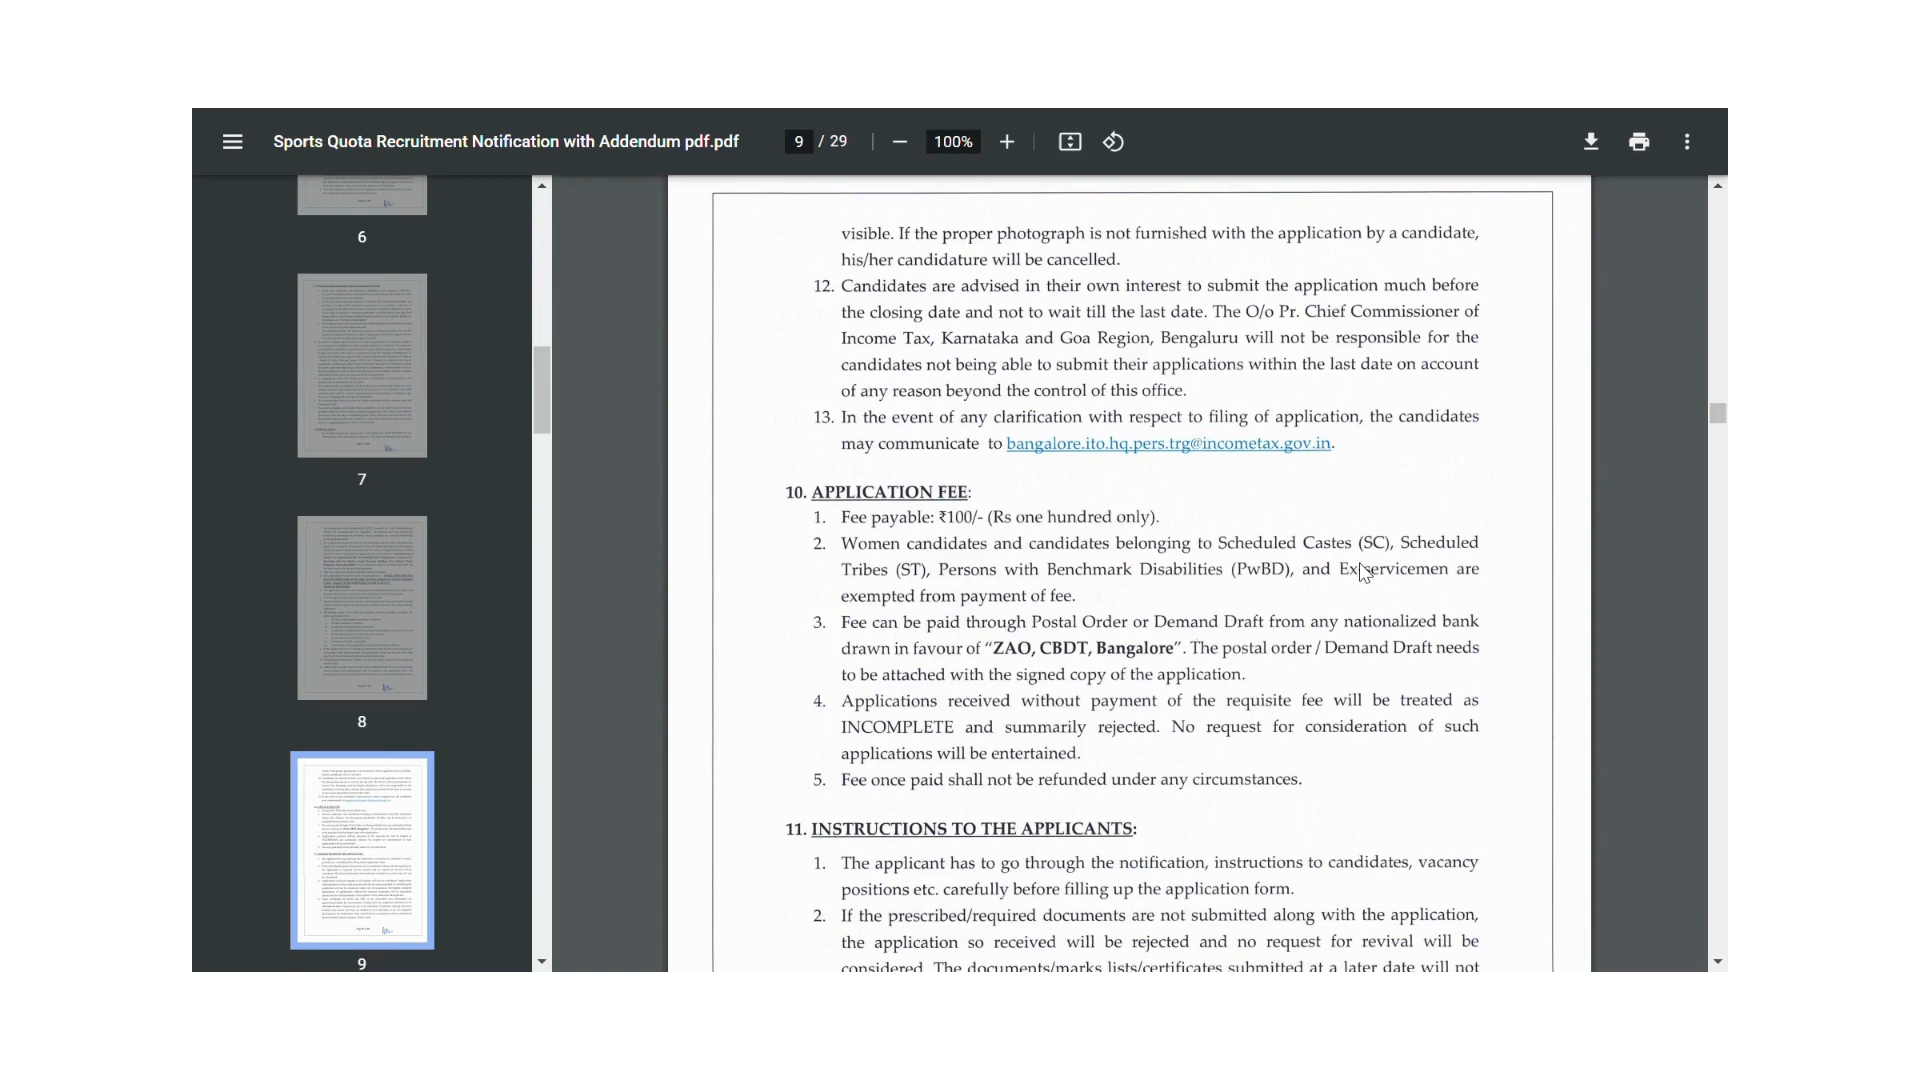 Sports Quota Recruitment Notification with Addendum pdf.pdf
9 / 29
100%
6
7
8
9
visible. If the proper photograph is not furnished with the application by a candidate,
his/her candidature will be cancelled.
12. Candidates are advised in their own interest to submit the application much before
the closing date and not to wait till the last date. The O/o Pr. Chief Commissioner of
Income Tax, Karnataka and Goa Region, Bengaluru will not be responsible for the
candidates not being able to submit their applications within the last date on account
of any reason beyond the control of this office.
13. In the event of any clarification with respect to filing of application, the candidates
may communicate to bangalore.ito.hq.pers.trg@incometax.gov.in.
10. APPLICATION FEE:
1. Fee payable: ₹100/- (Rs one hundred only).
2. Women candidates and candidates belonging to Scheduled Castes (SC), Scheduled
Tribes (ST), Persons with Benchmark Disabilities (PwBD), and Ex-servicemen are
exempted from payment of fee.
3. Fee can be paid through Postal Order or Demand Draft from any nationalized bank
drawn in favour of “ZAO, CBDT, Bangalore”. The postal order / Demand Draft needs
to be attached with the signed copy of the application.
4. Applications received without payment of the requisite fee will be treated as
INCOMPLETE and summarily rejected. No request for consideration of such
applications will be entertained.
5. Fee once paid shall not be refunded under any circumstances.
11. INSTRUCTIONS TO THE APPLICANTS:
1. The applicant has to go through the notification, instructions to candidates, vacancy
positions etc. carefully before filling up the application form.
2. If the prescribed/required documents are not submitted along with the application,
the application so received will be rejected and no request for revival will be
considered. The documents/marks lists/certificates submitted at a later date will not